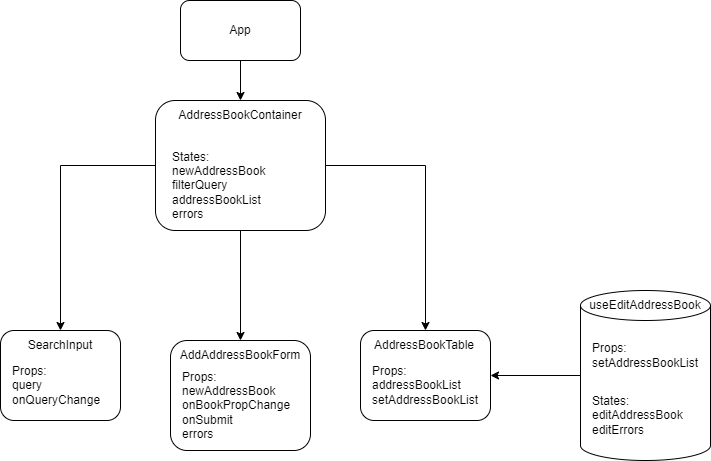 App
AddressBookContainer
States:
newAddressBook
filterQuery
addressBookList
errors
SearchInput
Props:
query
onQueryChange
AddAddressBookForm
Props:
newAddressBook
onBookPropChange
onSubmit
errors
AddressBookTable
Props:
addressBookList
setAddressBookList
useEditAddressBook
Props:
setAddressBookList
States:
editAddressBook
editErrors